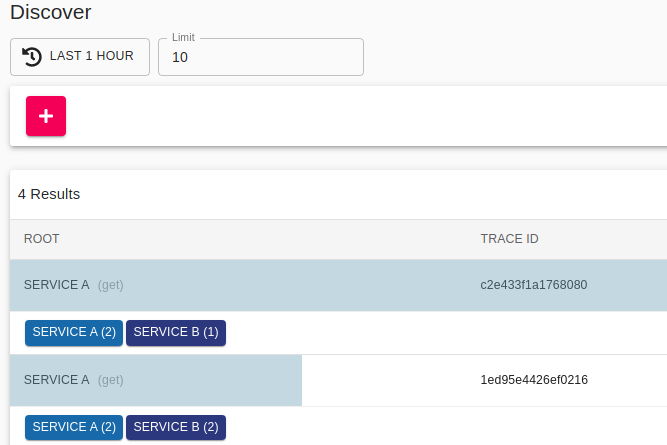 Discover
Limit
LAST 1 HOUR 10
4 Results
ROOT TRACE ID
SERVICE A (get) c2e433f1a1768080
SERVICE A (2) SERVICE B (1)
SERVICE A (get) 1ed95e4426ef0216
SERVICE A (2) SERVICE B (2)